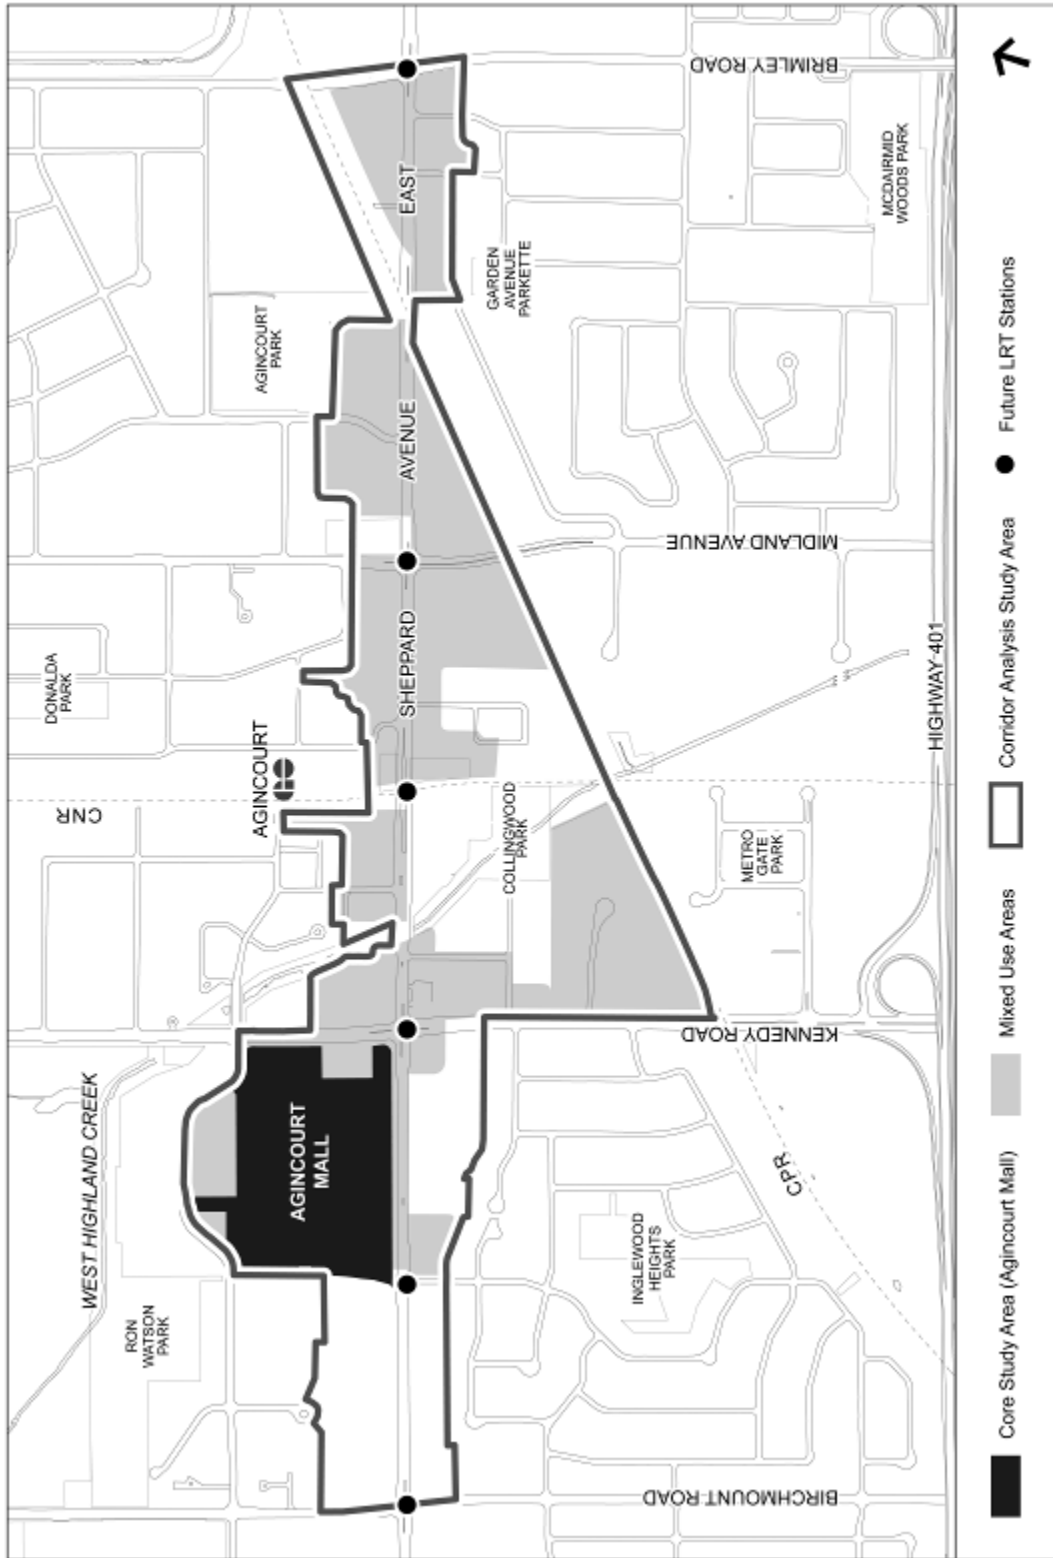 WEST HIGHLAND CREEK
RON
WATSON
PARK
AGINCOURT
MALL
AGINCOURT
GO
CNR
DONALDA
PARK
AGINCOURT
PARK
SHEPPARD
AVENUE
EAST
BIRCHMOUNT ROAD
KENNEDY ROAD
MIDLAND AVENUE
BRIMLEY ROAD
COLLINGWOOD
PARK
GARDEN
AVENUE
PARKETTE
INGLEWOOD
HEIGHTS
PARK
CPR
METRO
GATE
PARK
MCDAIRMID
WOODS PARK
HIGHWAY 401
Core Study Area (Agincourt Mall)
Mixed Use Areas
Corridor Analysis Study Area
Future LRT Stations